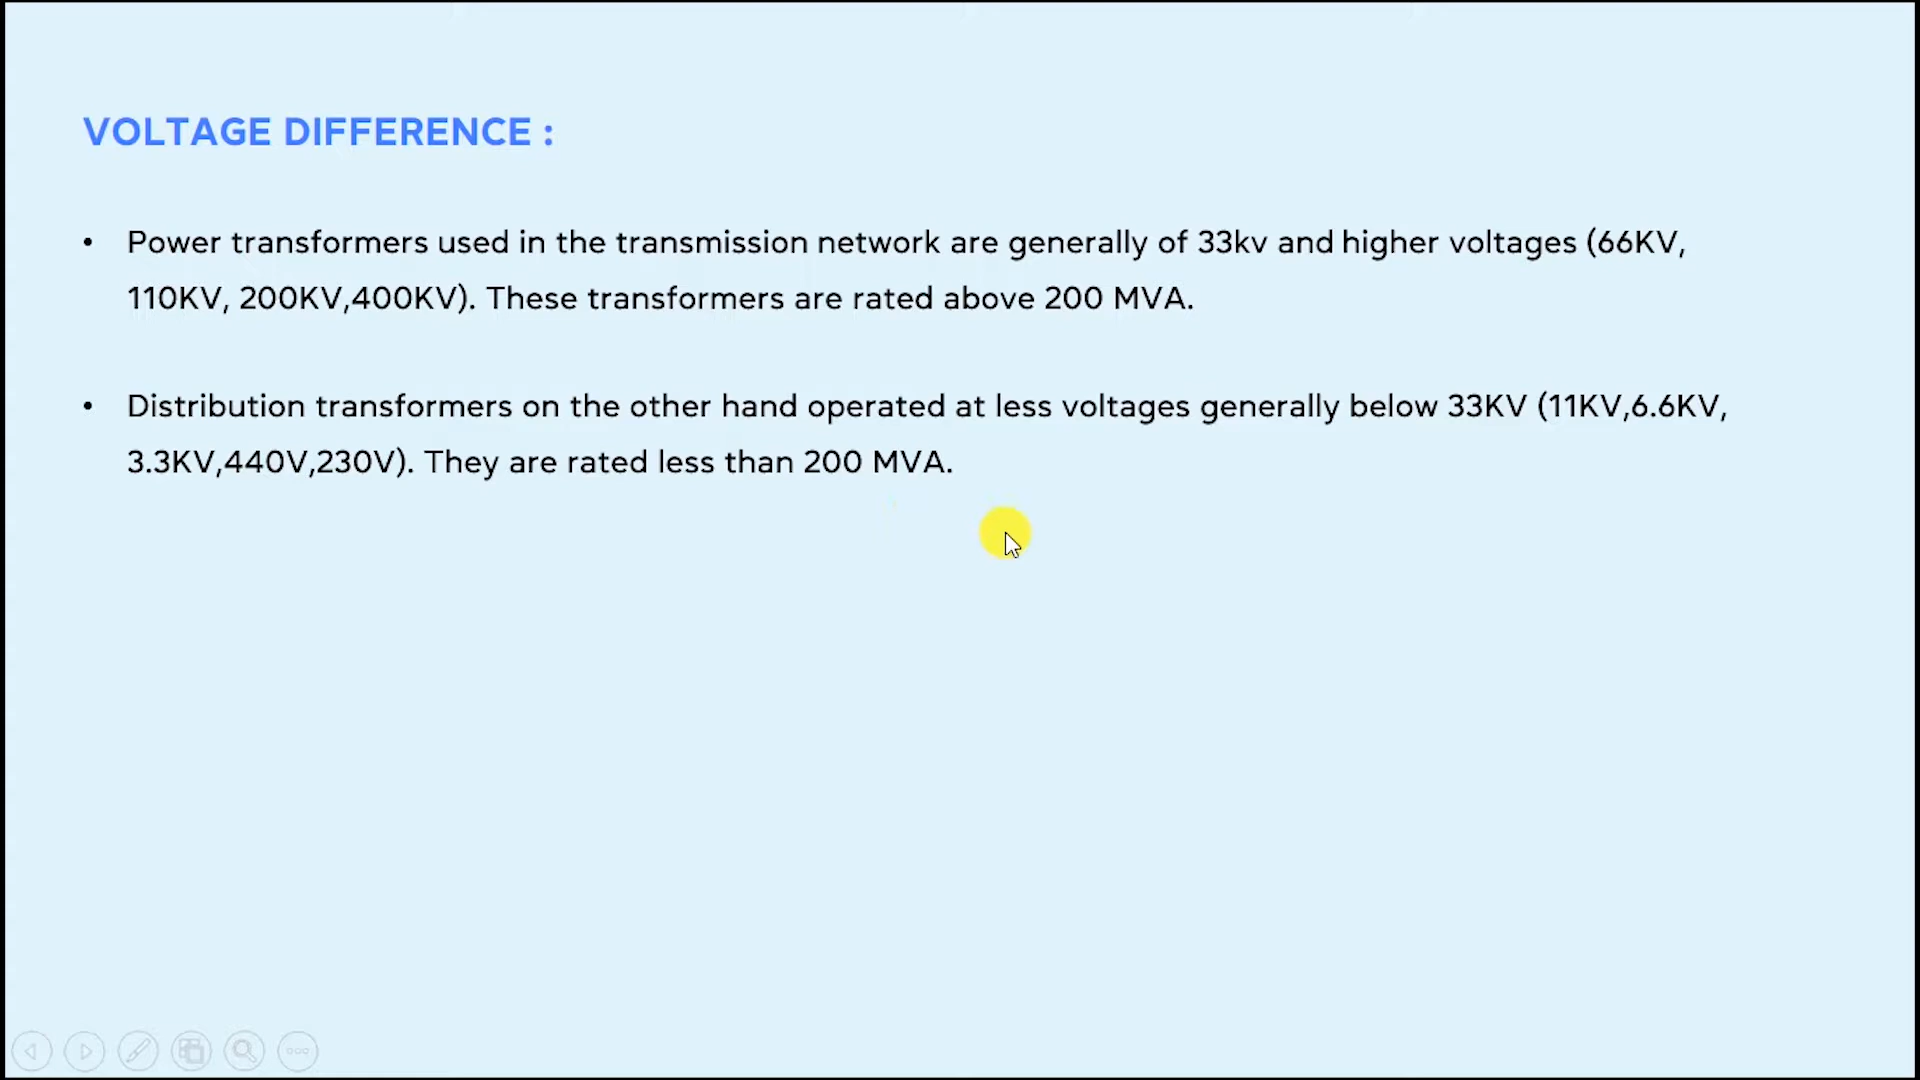 VOLTAGE DIFFERENCE :
• Power transformers used in the transmission network are generally of 33kv and higher voltages (66KV,
110KV, 200KV,400KV). These transformers are rated above 200 MVA.
• Distribution transformers on the other hand operated at less voltages generally below 33KV (11KV,6.6KV,
3.3KV,440V,230V). They are rated less than 200 MVA.